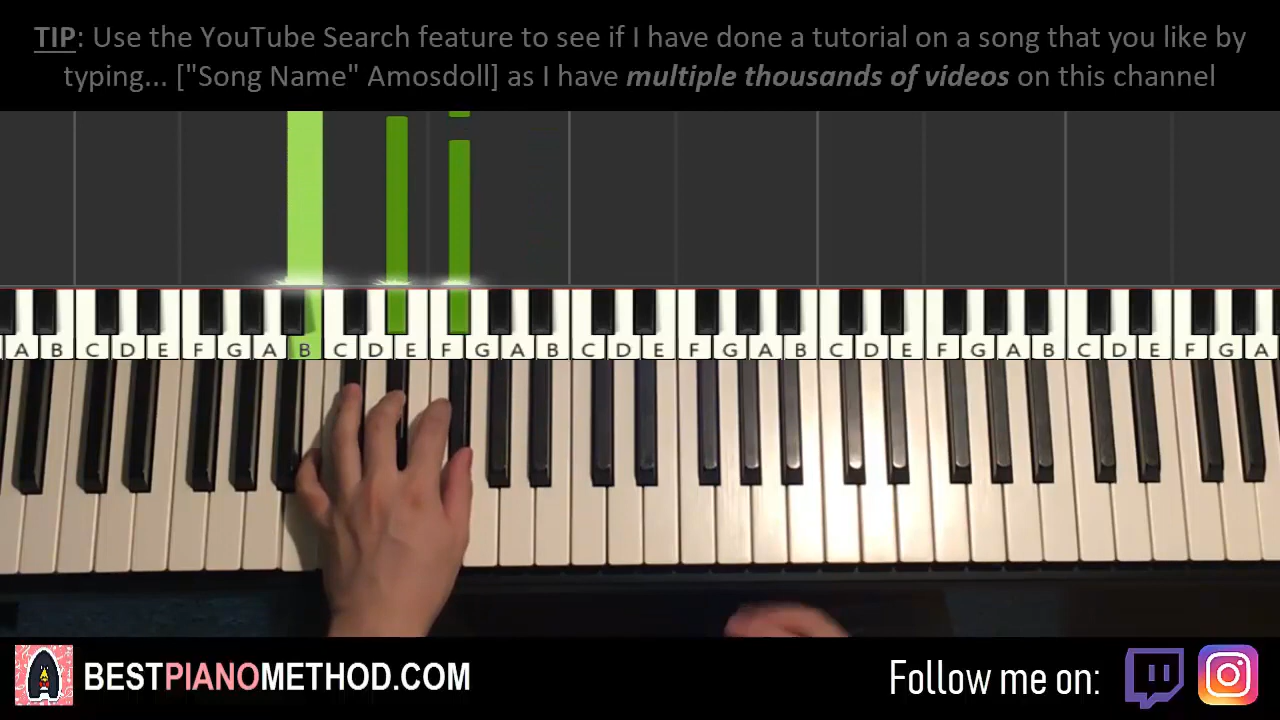 TIP: Use the YouTube Search feature to see if I have done a tutorial on a song that you like by
typing... ["Song Name" Amosdoll] as I have multiple thousands of videos on this channel
A B C D E F G A B C D E F G A B C D E F G A B C D E F G A B C D E F G A
BESTPIANOMETHOD.COM
Follow me on: